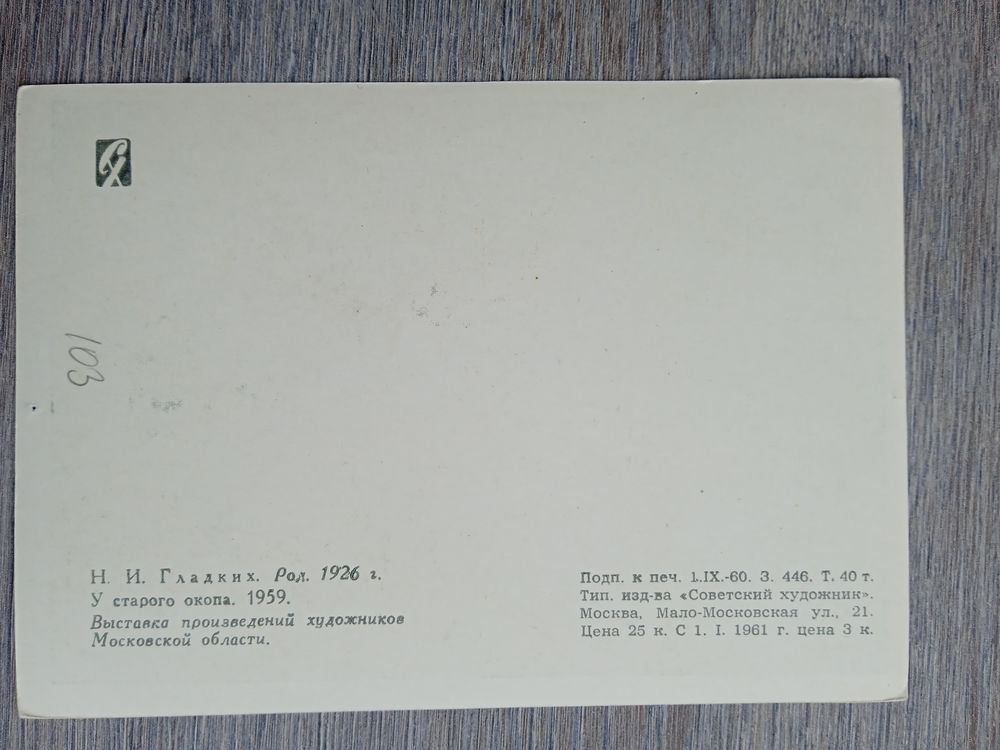 СХ
103
Н. И. Гладких. Род. 1926 г.
У старого окопа. 1959.
Выставка произведений художников
Московской области.
Подп. к печ. 1.IX.-60. З. 446. Т. 40 т.
Тип. изд-ва «Советский художник».
Москва, Мало-Московская ул., 21.
Цена 25 к. С 1. I. 1961 г. цена 3 к.